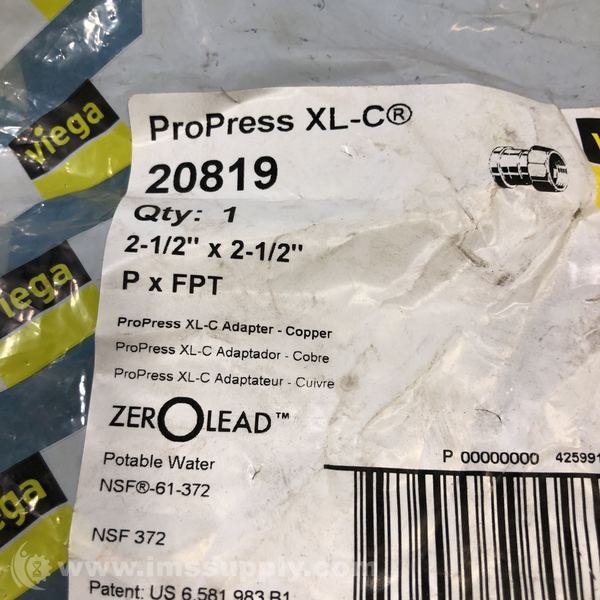 viega
ProPress XL-C®
20819
Qty: 1
2-1/2" x 2-1/2"
P x FPT
viega
ProPress XL-C Adapter - Copper
ProPress XL-C Adaptador - Cobre
ProPress XL-C Adaptateur - Cuivre
ZEROLEAD™
Potable Water
NSF®-61-372
P 00000000 425991
viega
NSF 372
www.imssupply.com
Patent: US 6,581,983 B1